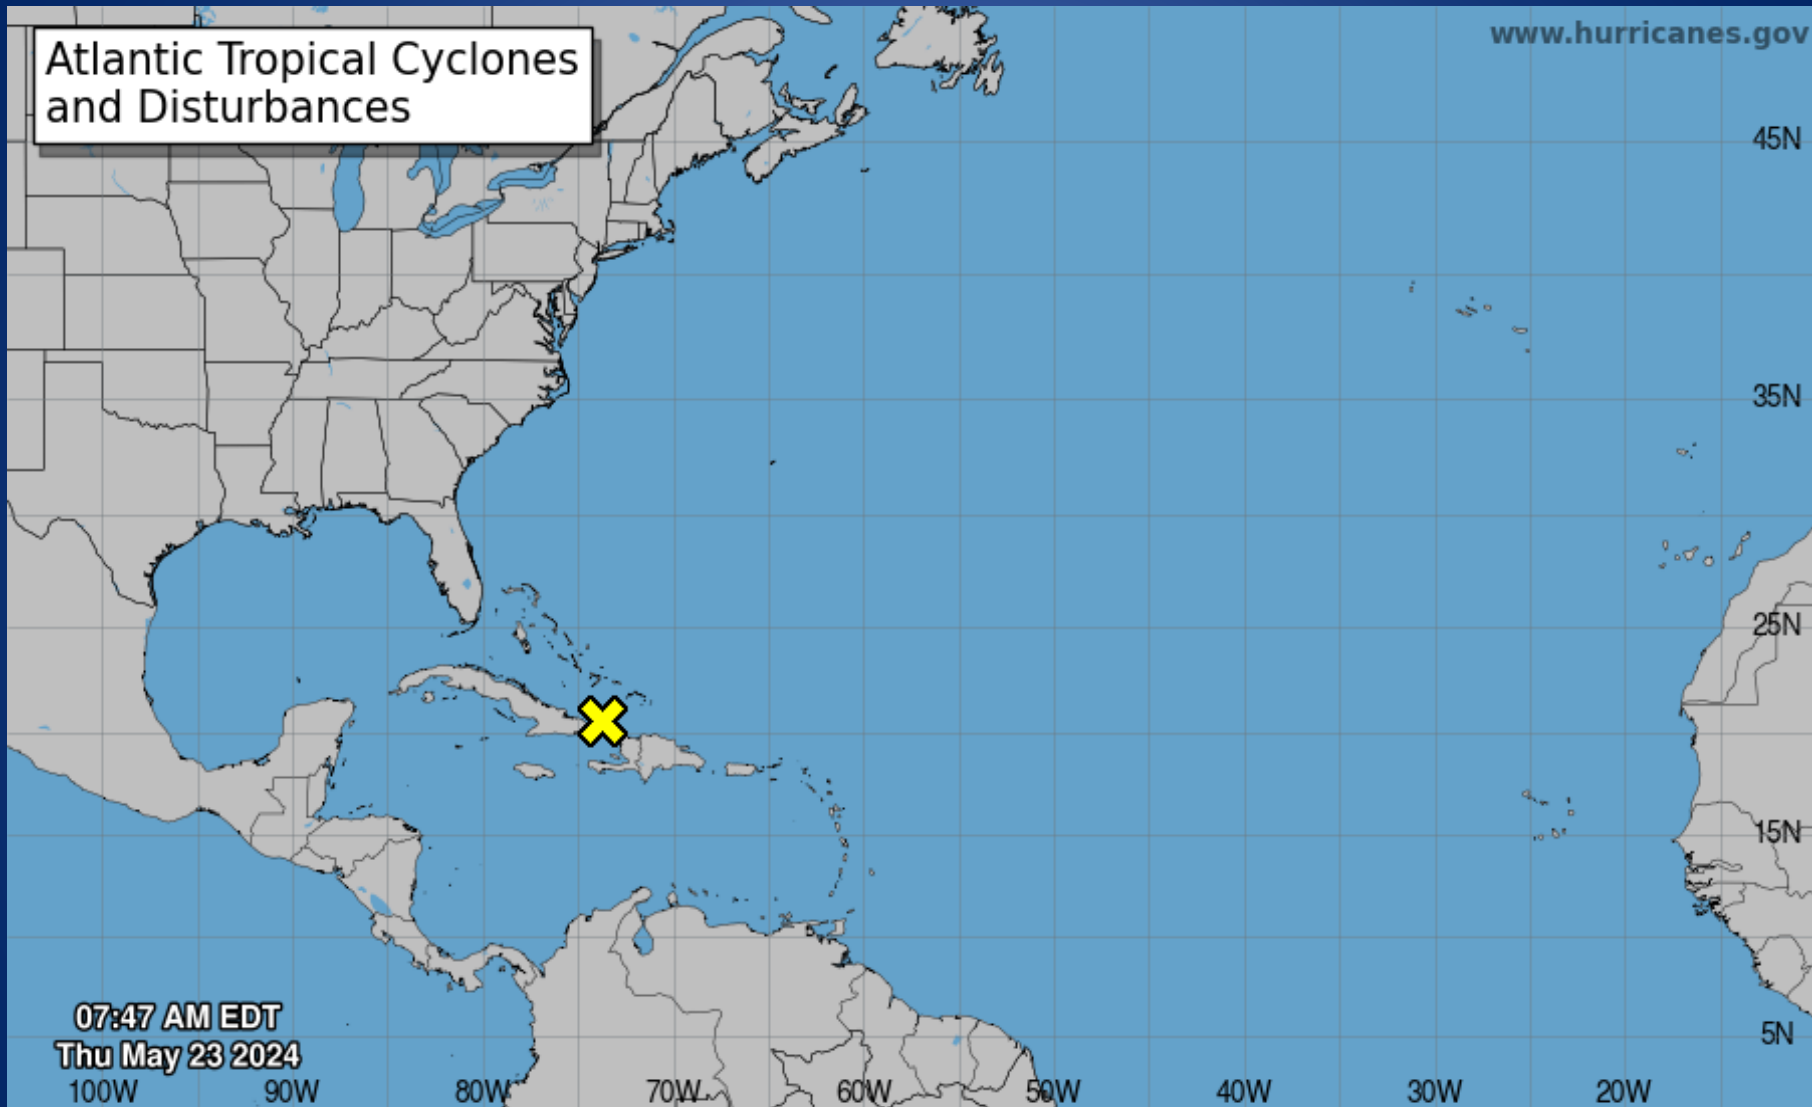 Atlantic Tropical Cyclones
and Disturbances
www.hurricanes.gov
45N
35N
25N
15N
5N
07:47 AM EDT
Thu May 23 2024
100W 90W 80W 70W 60W 50W 40W 30W 20W